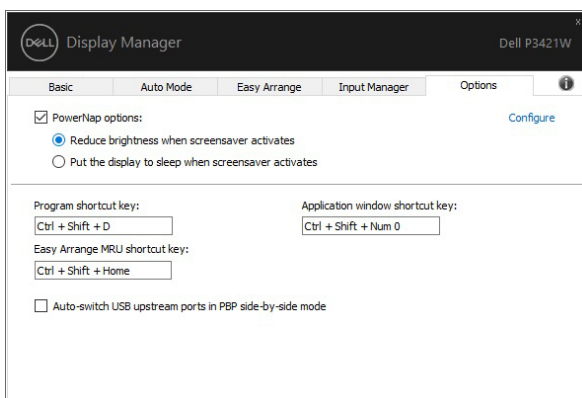 x
DELL Display Manager Dell P3421W
Basic Auto Mode Easy Arrange Input Manager Options i
PowerNap options: Configure
Reduce brightness when screensaver activates
Put the display to sleep when screensaver activates
Program shortcut key: Application window shortcut key:
Ctrl + Shift + D Ctrl + Shift + Num 0
Easy Arrange MRU shortcut key:
Ctrl + Shift + Home
Auto-switch USB upstream ports in PBP side-by-side mode